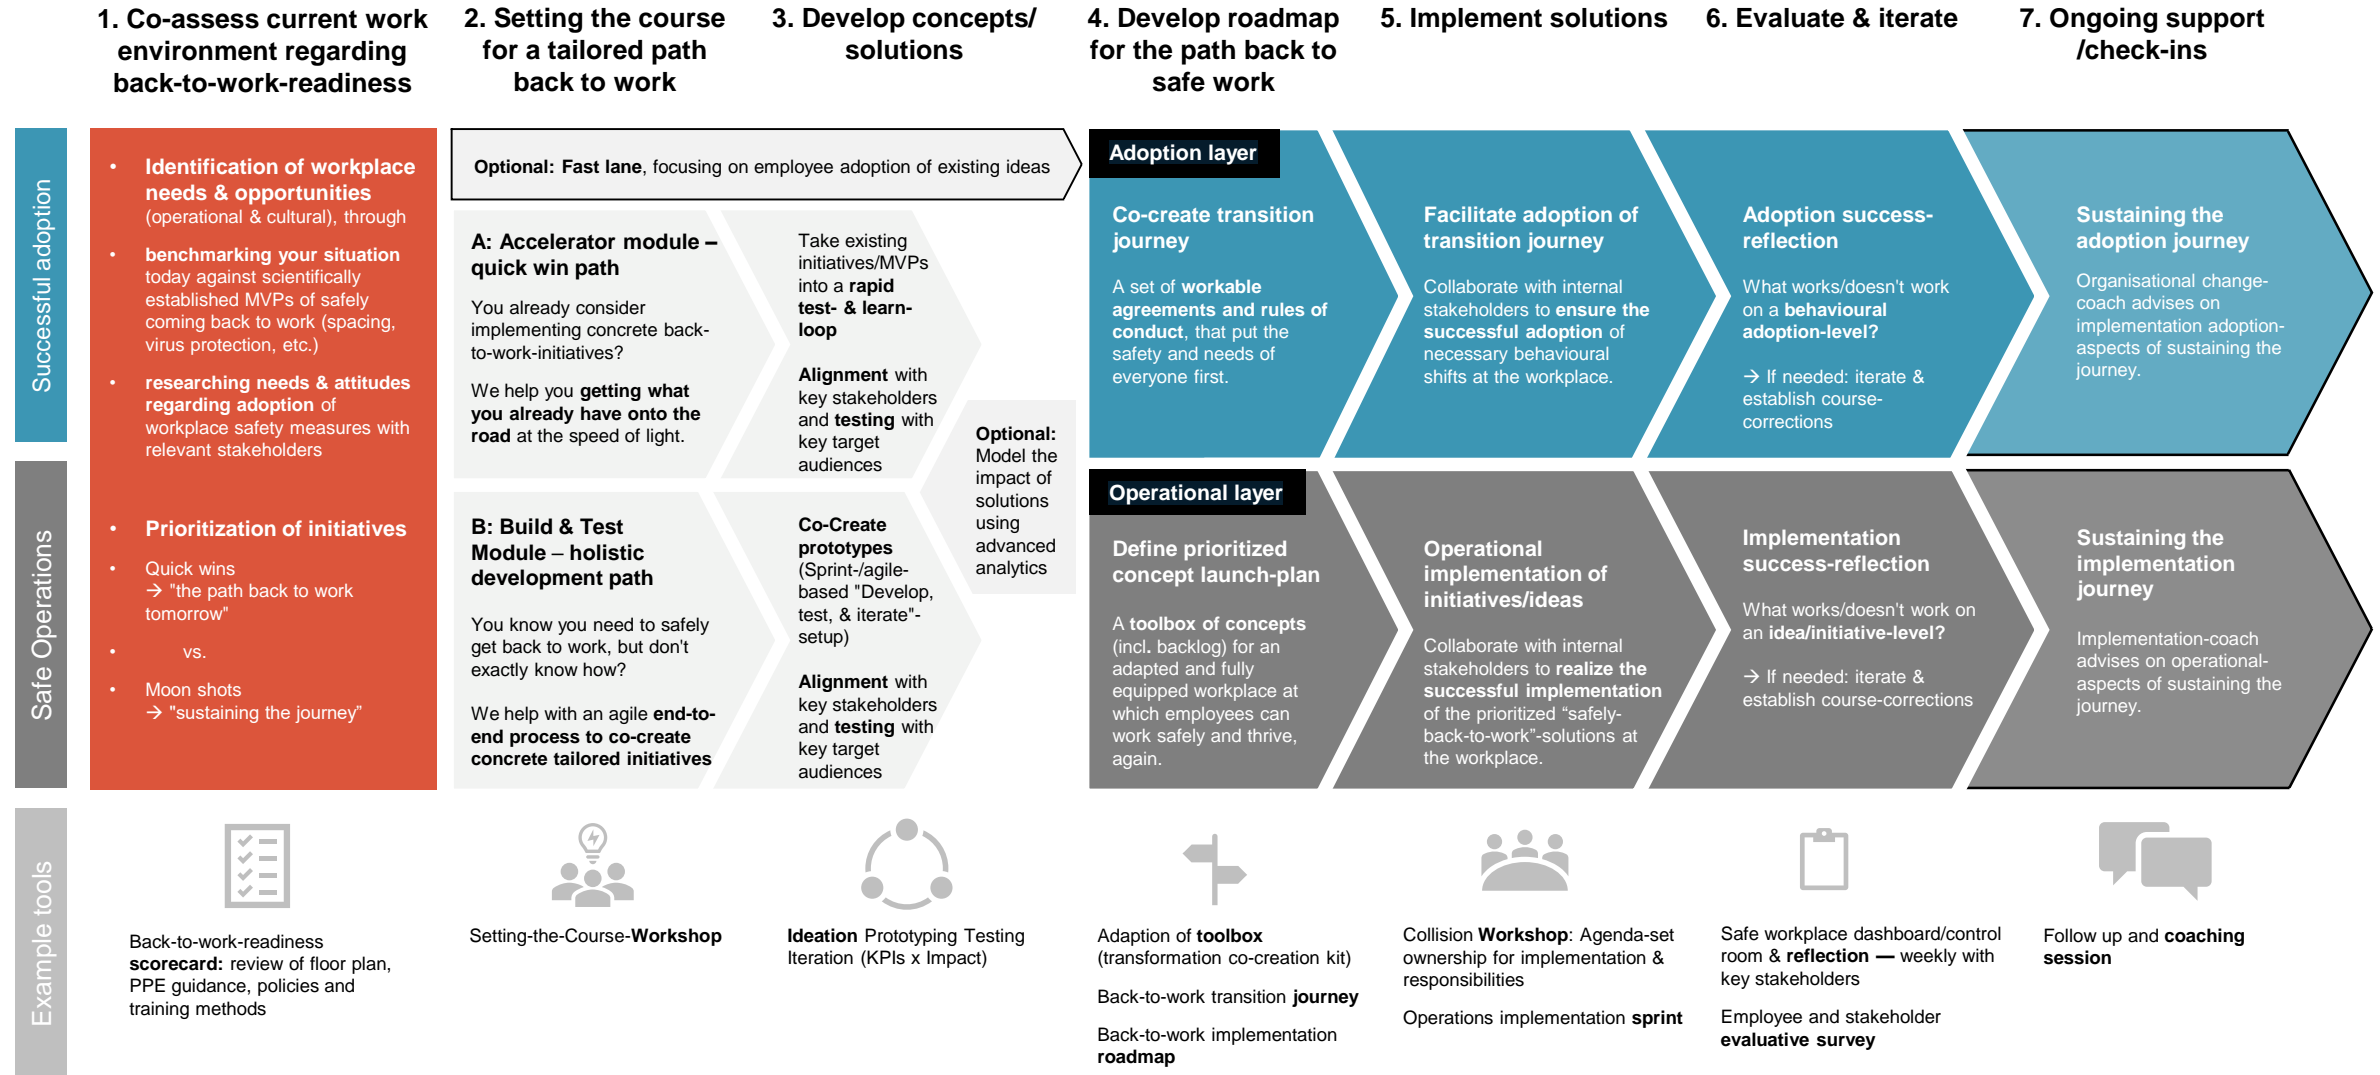 1. Co-assess current work
environment regarding
back-to-work-readiness
2. Setting the course
for a tailored path
back to work
3. Develop concepts/
solutions
4. Develop roadmap
for the path back to
safe work
5. Implement solutions
6. Evaluate & iterate
7. Ongoing support
/check-ins
Successful adoption
Safe Operations
Example tools
• Identification of workplace
needs & opportunities
(operational & cultural), through
• benchmarking your situation
today against scientifically
established MVPs of safely
coming back to work (spacing,
virus protection, etc.)
• researching needs & attitudes
regarding adoption of
workplace safety measures with
relevant stakeholders
• Prioritization of initiatives
• Quick wins
→ "the path back to work
tomorrow"
• vs.
• Moon shots
→ "sustaining the journey”
Optional: Fast lane, focusing on employee adoption of existing ideas
A: Accelerator module –
quick win path
You already consider
implementing concrete back-
to-work-initiatives?
We help you getting what
you already have onto the
road at the speed of light.
Take existing
initiatives/MVPs
into a rapid
test- & learn-
loop
Alignment with
key stakeholders
and testing with
key target
audiences
B: Build & Test
Module – holistic
development path
You know you need to safely
get back to work, but don't
exactly know how?
We help with an agile end-to-
end process to co-create
concrete tailored initiatives
Co-Create
prototypes
(Sprint-/agile-
based "Develop,
test, & iterate"-
setup)
Alignment with
key stakeholders
and testing with
key target
audiences
Optional:
Model the
impact of
solutions
using
advanced
analytics
Adoption layer
Co-create transition
journey
A set of workable
agreements and rules of
conduct, that put the
safety and needs of
everyone first.
Facilitate adoption of
transition journey
Collaborate with internal
stakeholders to ensure the
successful adoption of
necessary behavioural
shifts at the workplace.
Adoption success-
reflection
What works/doesn't work
on a behavioural
adoption-level?
→ If needed: iterate &
establish course-
corrections
Sustaining the
adoption journey
Organisational change-
coach advises on
implementation adoption-
aspects of sustaining the
journey.
Operational layer
Define prioritized
concept launch-plan
A toolbox of concepts
(incl. backlog) for an
adapted and fully
equipped workplace at
which employees can
work safely and thrive,
again.
Operational
implementation of
initiatives/ideas
Collaborate with internal
stakeholders to realize the
successful implementation
of the prioritized “safely-
back-to-work”-solutions at
the workplace.
Implementation
success-reflection
What works/doesn't work on
an idea/initiative-level?
→ If needed: iterate &
establish course-corrections
Sustaining the
implementation
journey
Implementation-coach
advises on operational-
aspects of sustaining the
journey.
Back-to-work-readiness
scorecard: review of floor plan,
PPE guidance, policies and
training methods
Setting-the-Course-Workshop
Ideation Prototyping Testing
Iteration (KPIs x Impact)
Adaption of toolbox
(transformation co-creation kit)
Back-to-work transition journey
Back-to-work implementation
roadmap
Collision Workshop: Agenda-set
ownership for implementation &
responsibilities
Operations implementation sprint
Safe workplace dashboard/control
room & reflection — weekly with
key stakeholders
Employee and stakeholder
evaluative survey
Follow up and coaching
session